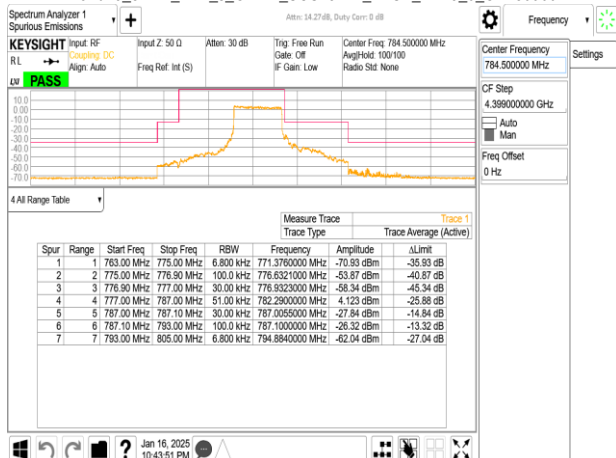 Spectrum Analyzer 1
Spurious Emissions
Attn: 14.27dB, Duty Corr: 0 dB
Frequency
KEYSIGHT
Input: RF
Input Z: 50 Ω
Atten: 30 dB
Trig: Free Run
Center Freq: 784.500000 MHz
RL
Coupling: DC
Gate: Off
Avg|Hold: 100/100
Align: Auto
Freq Ref: Int (S)
IF Gain: Low
Radio Std: None
LXI
PASS
Center Frequency
784.500000 MHz
Settings
CF Step
4.399000000 GHz
Auto
Man
Freq Offset
0 Hz
10.0
0.00
-10.0
-20.0
-30.0
-40.0
-50.0
-60.0
-70.0
4 All Range Table
Measure Trace Trace 1
Trace Type Trace Average (Active)
Spur Range Start Freq Stop Freq RBW Frequency Amplitude ΔLimit
1 1 763.00 MHz 775.00 MHz 6.800 kHz 771.3760000 MHz -70.93 dBm -35.93 dB
2 2 775.00 MHz 776.90 MHz 100.0 kHz 776.6321000 MHz -53.87 dBm -40.87 dB
3 3 776.90 MHz 777.00 MHz 30.00 kHz 776.9323000 MHz -58.34 dBm -45.34 dB
4 4 777.00 MHz 787.00 MHz 51.00 kHz 782.2900000 MHz 4.123 dBm -25.88 dB
5 5 787.00 MHz 787.10 MHz 30.00 kHz 787.0055000 MHz -27.84 dBm -14.84 dB
6 6 787.10 MHz 793.00 MHz 100.0 kHz 787.1000000 MHz -26.32 dBm -13.32 dB
7 7 793.00 MHz 805.00 MHz 6.800 kHz 794.8840000 MHz -62.04 dBm -27.04 dB
Jan 16, 2025
10:43:51 PM